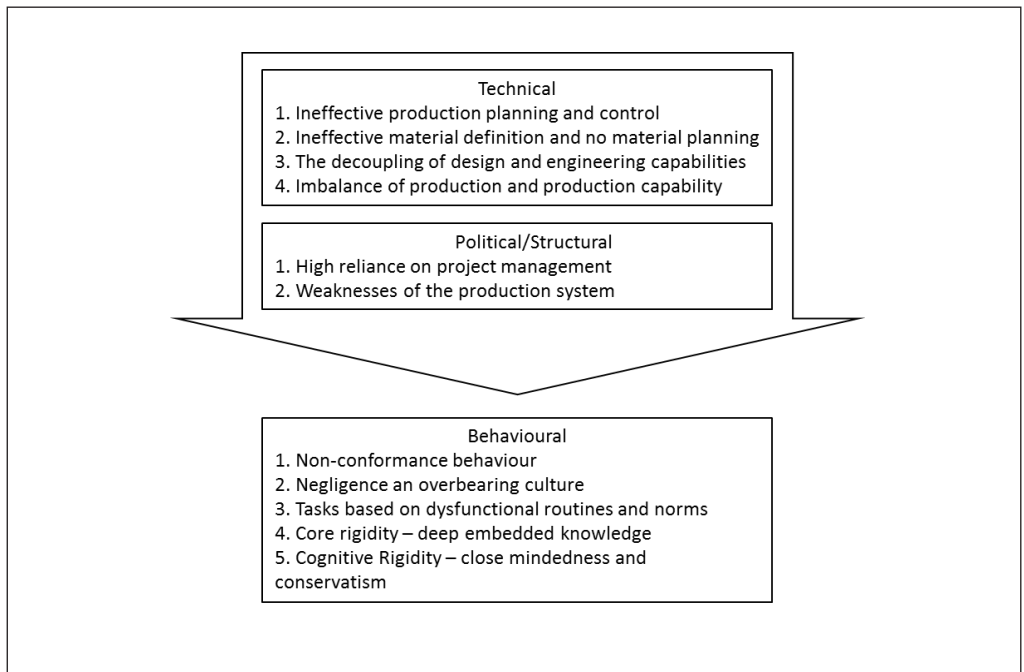 Technical
1. Ineffective production planning and control
2. Ineffective material definition and no material planning
3. The decoupling of design and engineering capabilities
4. Imbalance of production and production capability
Political/Structural
1. High reliance on project management
2. Weaknesses of the production system
Behavioural
1. Non-conformance behaviour
2. Negligence an overbearing culture
3. Tasks based on dysfunctional routines and norms
4. Core rigidity – deep embedded knowledge
5. Cognitive Rigidity – close mindedness and
conservatism